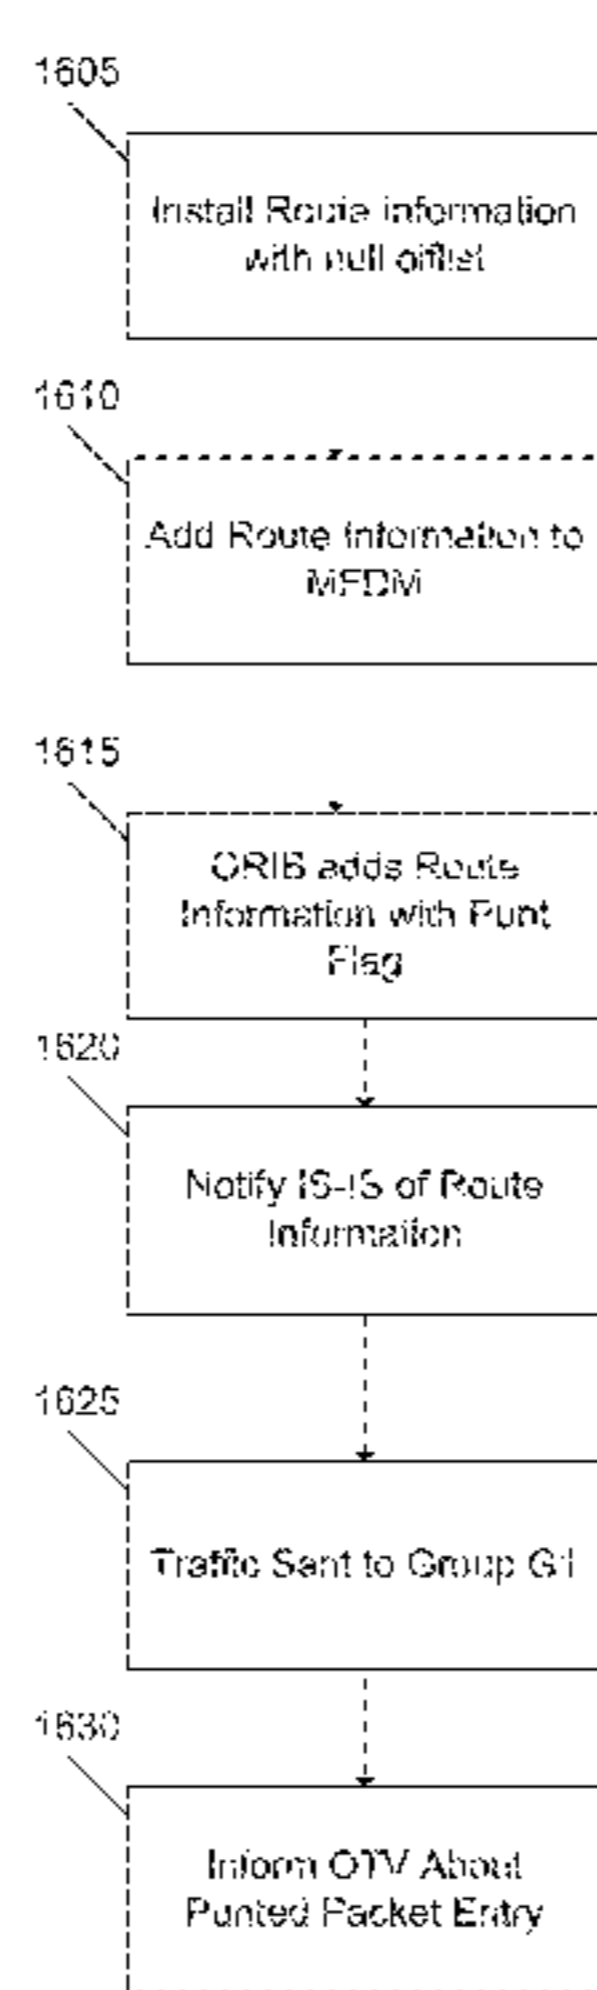 1605
Install Route information
with null oiflist
1610
Add Route Information to
MFDM
1615
ORIB adds Route
Information with Punt
Flag
1620
Notify IS-IS of Route
Information
1625
Traffic Sent to Group G1
1630
Inform OTV About
Punted Packet Entry